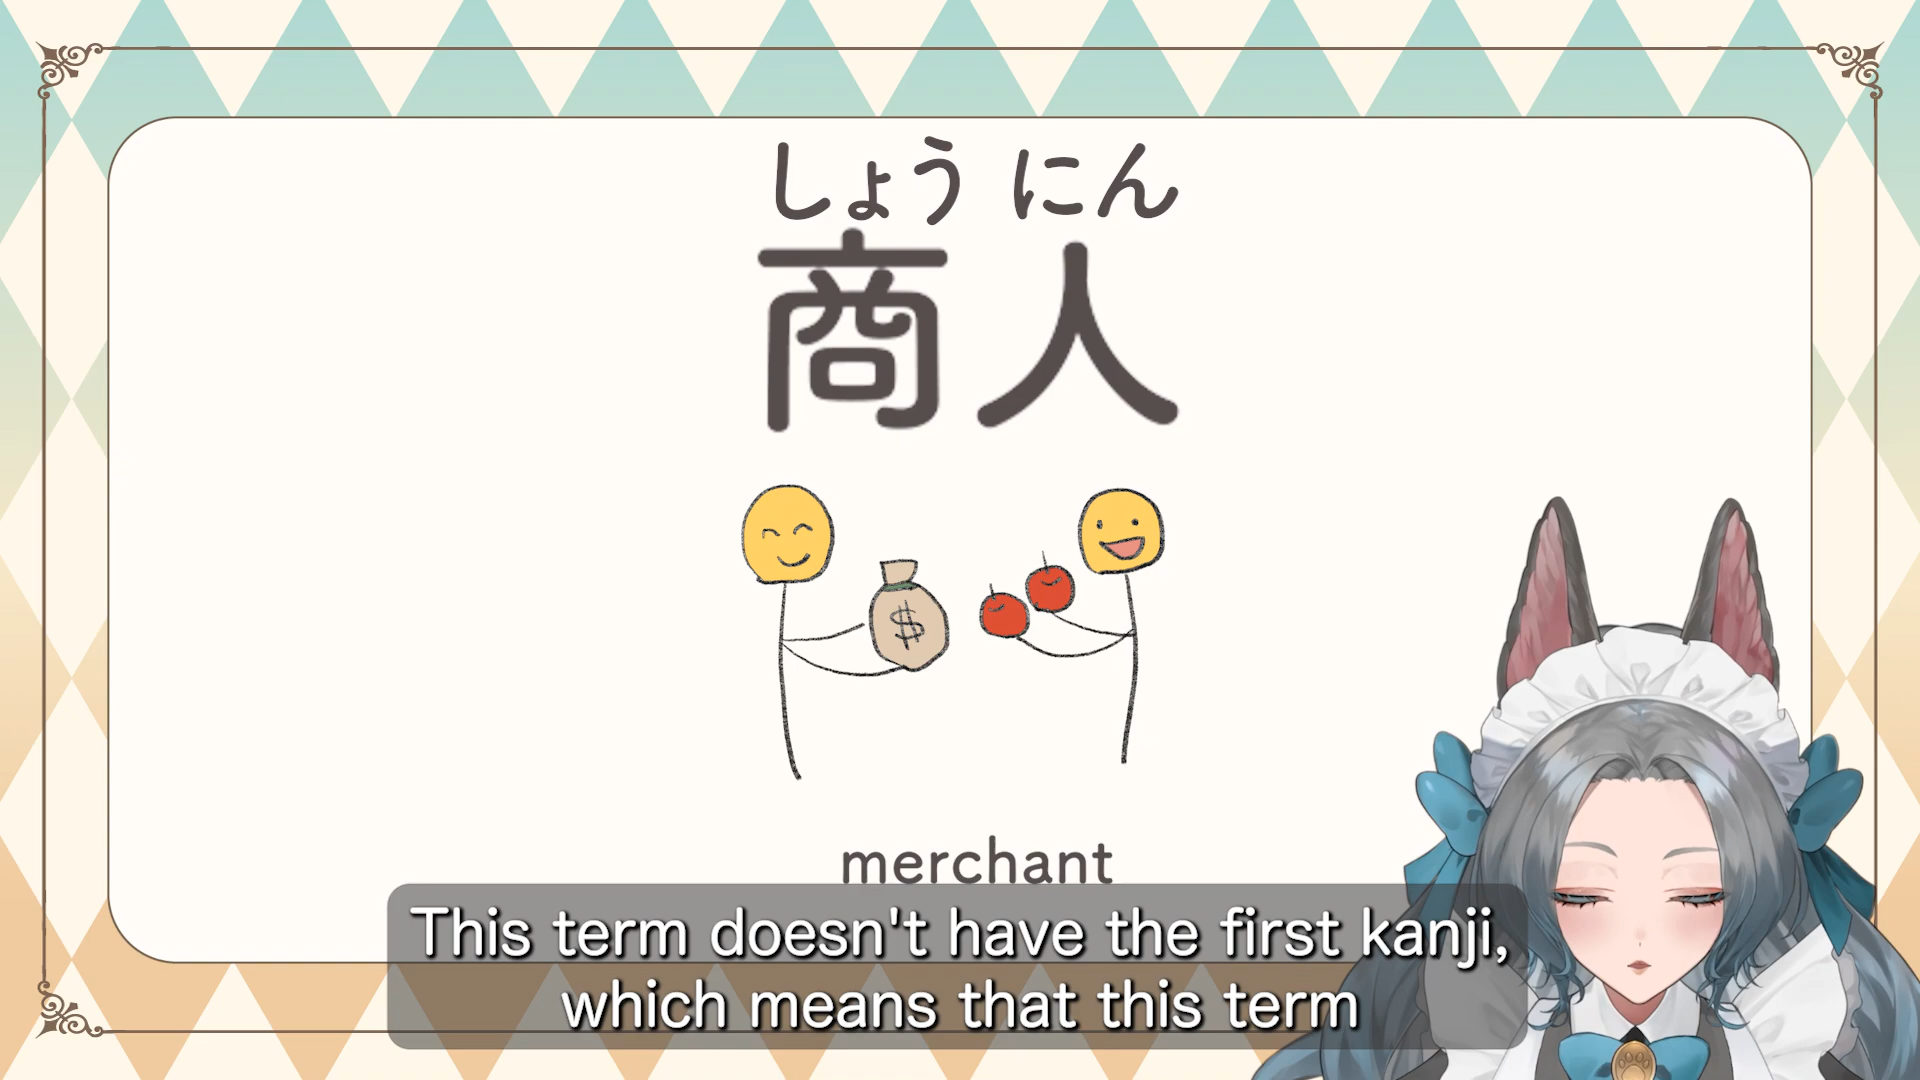 しょう にん
商人
$
merchant
This term doesn't have the first kanji,
which means that this term